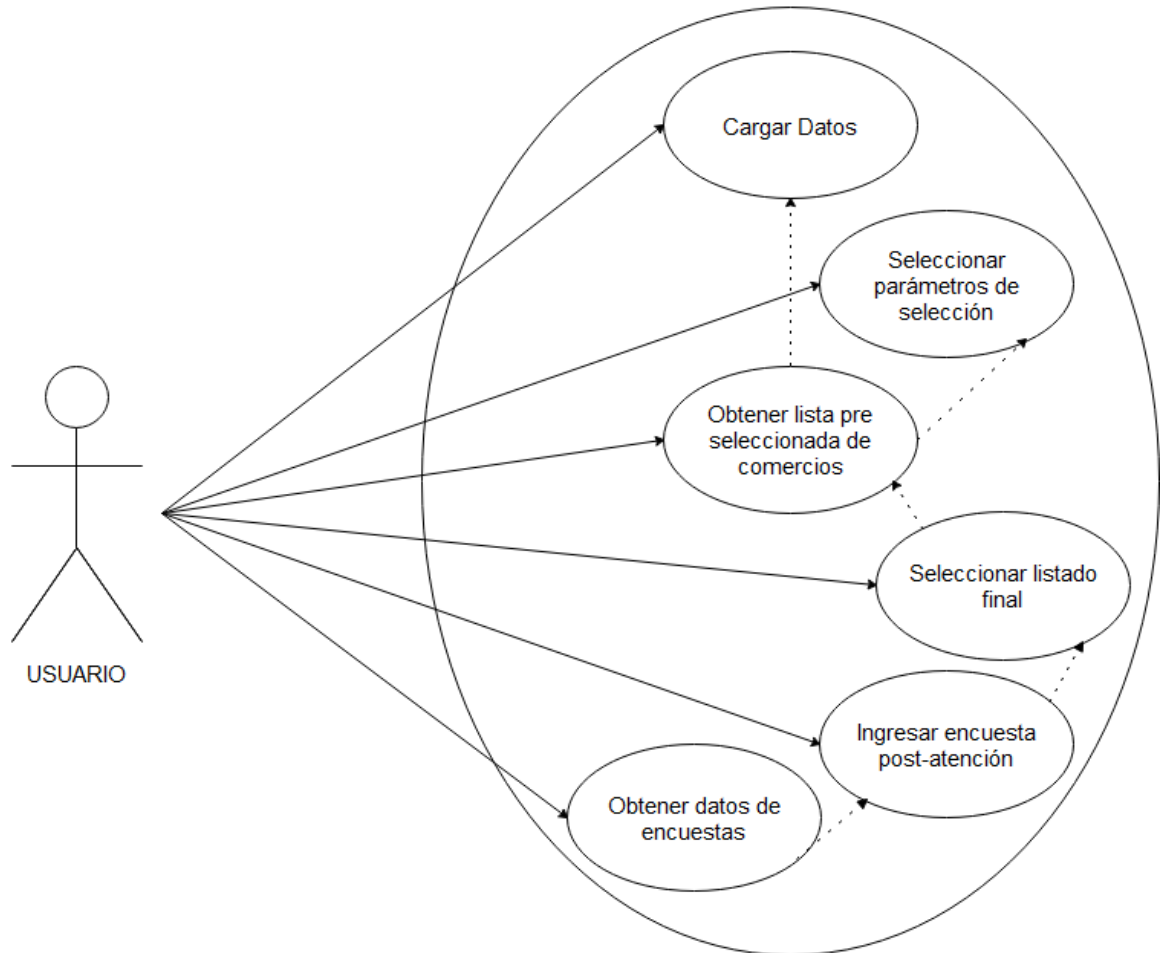 Cargar Datos
Seleccionar
parámetros de
selección
Obtener lista pre
seleccionada de
comercios
Seleccionar listado
final
USUARIO
Ingresar encuesta
post-atención
Obtener datos de
encuestas